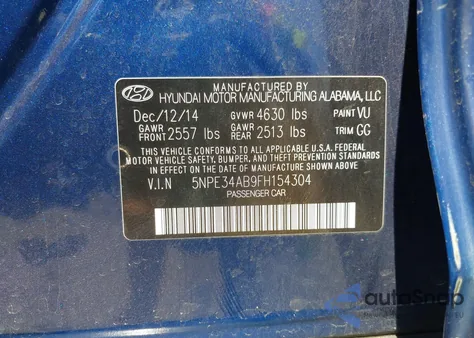 MANUFACTURED BY
HYUNDAI MOTOR MANUFACTURING ALABAMA, LLC
Dec/12/14 GVWR 4630 lbs PAINT VU
GAWR FRONT 2557 lbs GAWR REAR 2513 lbs TRIM GG
THIS VEHICLE CONFORMS TO ALL APPLICABLE U.S.A FEDERAL
MOTOR VEHICLE SAFETY, BUMPER, AND THEFT PREVENTION STANDARDS
IN EFFECT ON THE DATE OF MANUFACTURE SHOWN ABOVE.
V.I.N 5NPE34AB9FH154304
PASSENGER CAR
autoSnap